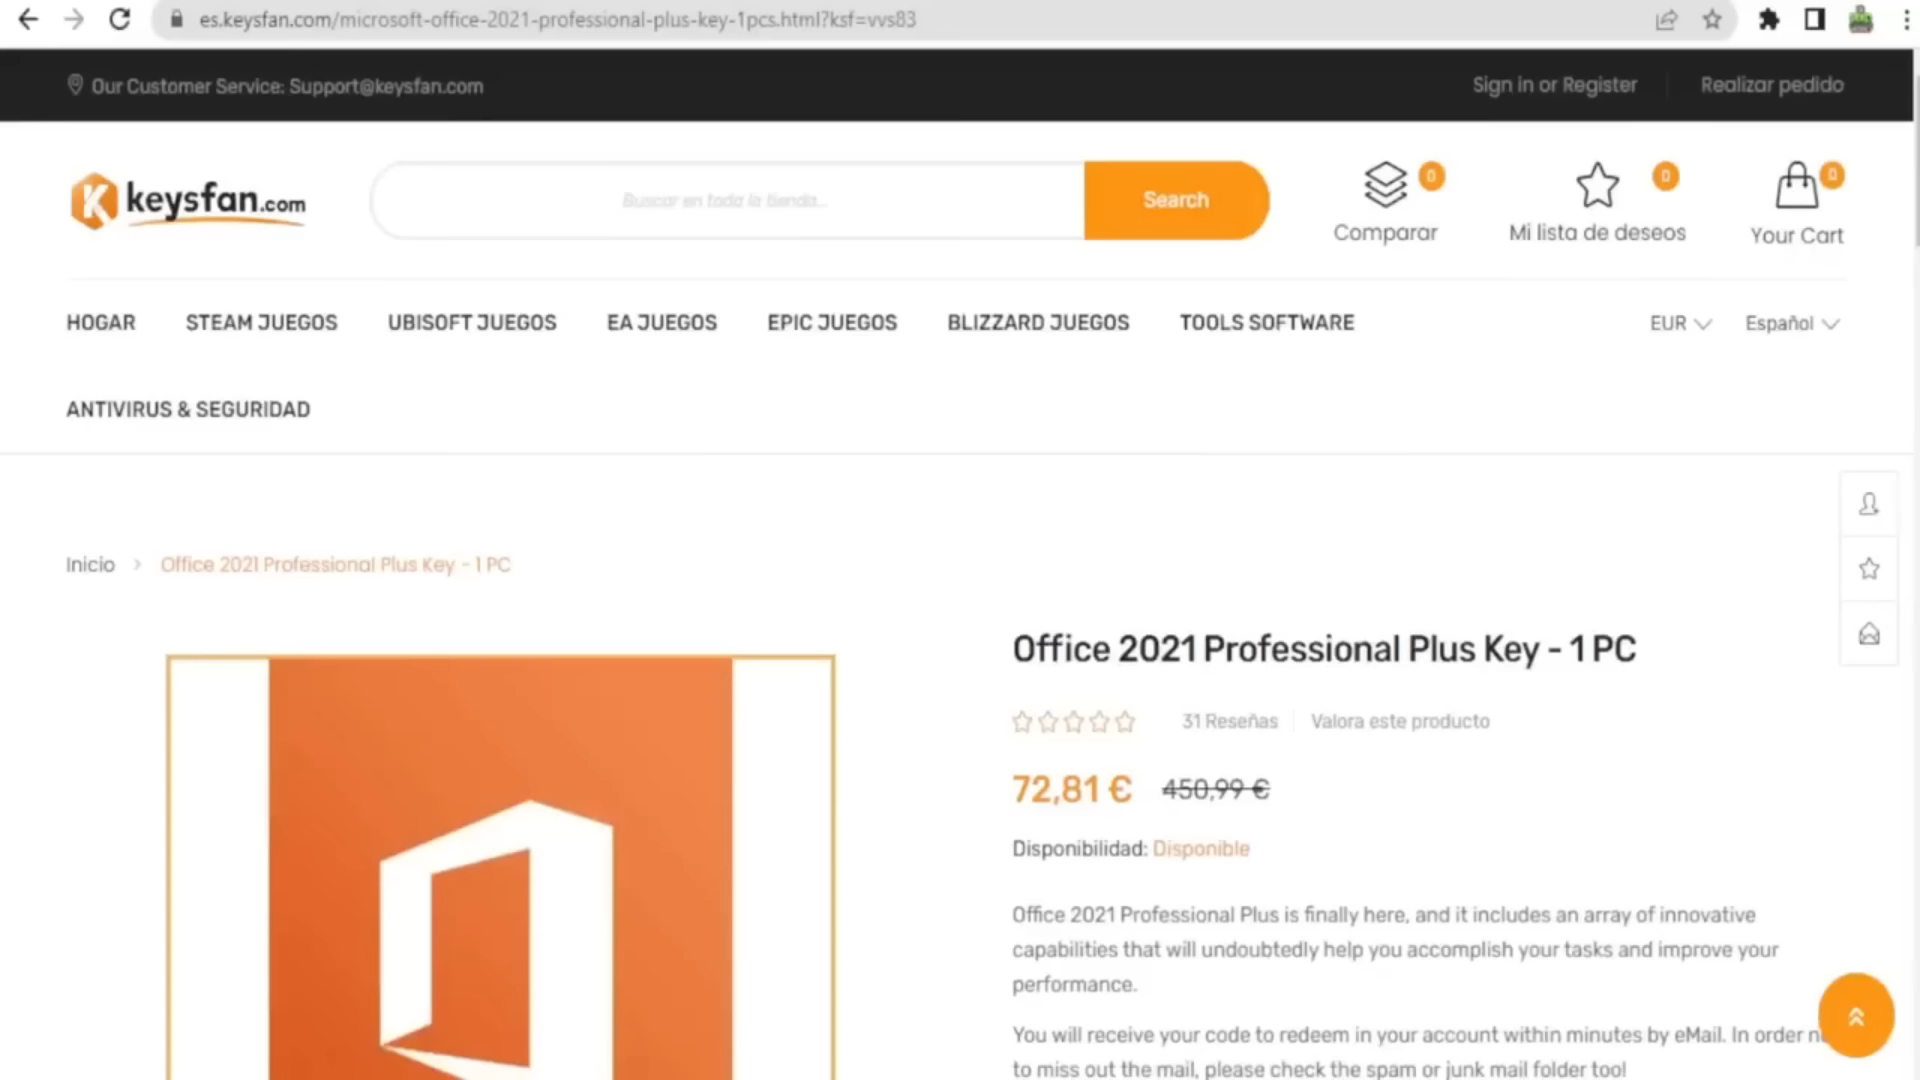 es.keysfan.com/microsoft-office-2021-professional-plus-key-1pcs.html?ksf=vvs83
Our Customer Service: Support@keysfan.com
Sign in or Register
Realizar pedido
keysfan.com
Buscar en toda la tienda...
Search
0
Comparar
0
Mi lista de deseos
0
Your Cart
HOGAR
STEAM JUEGOS
UBISOFT JUEGOS
EA JUEGOS
EPIC JUEGOS
BLIZZARD JUEGOS
TOOLS SOFTWARE
EUR
Español
ANTIVIRUS & SEGURIDAD
Inicio > Office 2021 Professional Plus Key - 1 PC
Office 2021 Professional Plus Key - 1 PC
31 Reseñas
Valora este producto
72,81 € 450,99 €
Disponibilidad: Disponible
Office 2021 Professional Plus is finally here, and it includes an array of innovative
capabilities that will undoubtedly help you accomplish your tasks and improve your
performance.
You will receive your code to redeem in your account within minutes by eMail. In order
to miss out the mail, please check the spam or junk mail folder too!